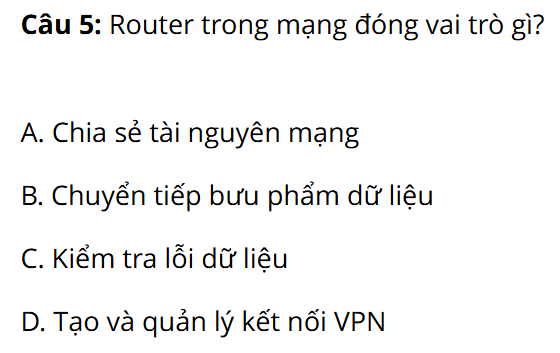 Câu 5: Router trong mạng đóng vai trò gì?
A. Chia sẻ tài nguyên mạng
B. Chuyển tiếp bưu phẩm dữ liệu
C. Kiểm tra lỗi dữ liệu
D. Tạo và quản lý kết nối VPN